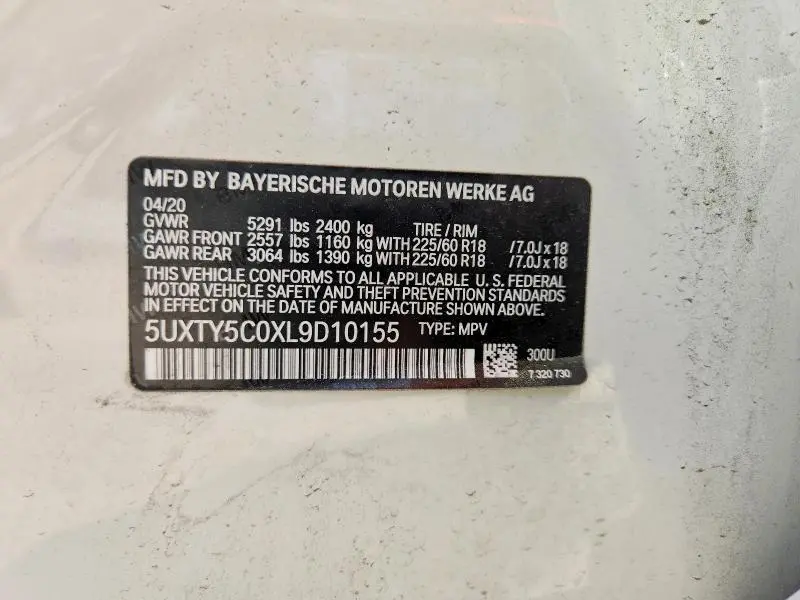 MFD BY BAYERISCHE MOTOREN WERKE AG
04/20
GVWR 5291 lbs 2400 kg TIRE / RIM
GAWR FRONT 2557 lbs 1160 kg WITH 225/60 R18 / 7.0J x 18
GAWR REAR 3064 lbs 1390 kg WITH 225/60 R18 / 7.0J x 18
THIS VEHICLE CONFORMS TO ALL APPLICABLE U. S. FEDERAL
MOTOR VEHICLE SAFETY AND THEFT PREVENTION STANDARDS
IN EFFECT ON THE DATE OF MANUFACTURE SHOWN ABOVE.
5UXTY5C0XL9D10155 TYPE: MPV
300U
7 320 730